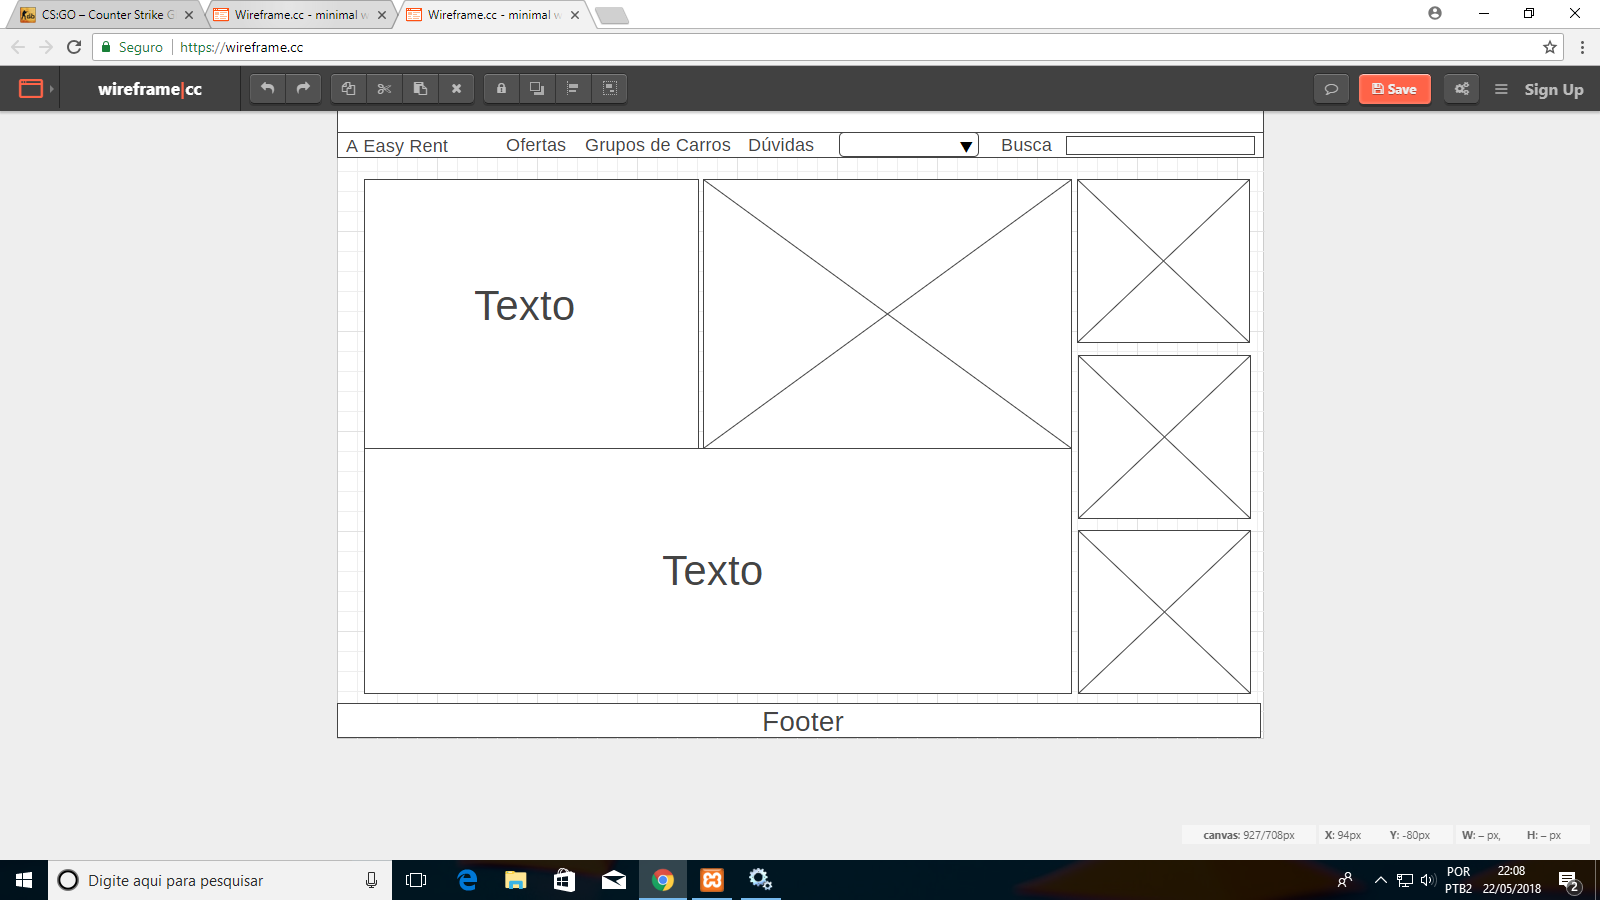 CS:GO – Counter Strike G
Wireframe.cc - minimal w
Wireframe.cc - minimal w
Seguro
https://wireframe.cc
wireframe|cc
Save
Sign Up
A Easy Rent
Ofertas
Grupos de Carros
Dúvidas
Busca
Texto
Texto
Footer
canvas: 927/708px
X: 94px
Y: -80px
W: – px,
H: – px
Digite aqui para pesquisar
POR
PTB2
22:08
22/05/2018
2